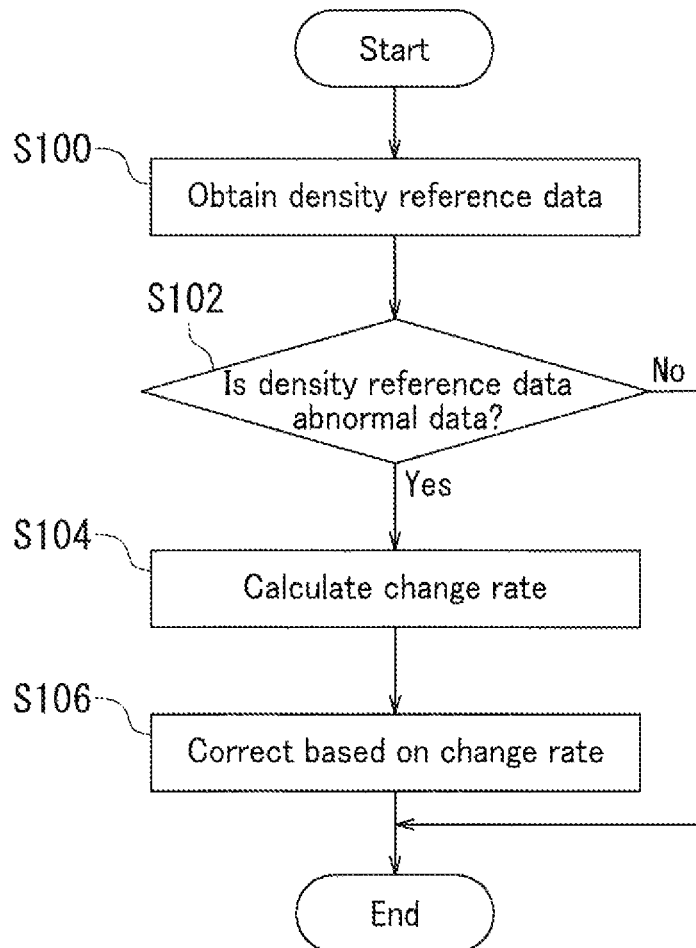 Start
S100
Obtain density reference data
S102
Is density reference data
abnormal data?
No
Yes
S104
Calculate change rate
S106
Correct based on change rate
End